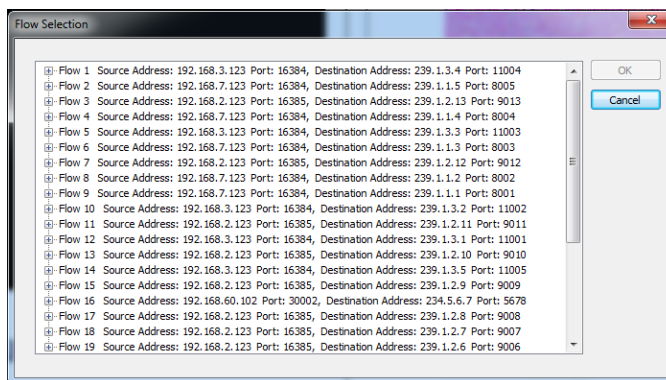 Flow Selection
Flow 1 Source Address: 192.168.3.123 Port: 16384, Destination Address: 239.1.3.4 Port: 11004
Flow 2 Source Address: 192.168.7.123 Port: 16384, Destination Address: 239.1.1.5 Port: 8005
Flow 3 Source Address: 192.168.2.123 Port: 16385, Destination Address: 239.1.2.13 Port: 9013
Flow 4 Source Address: 192.168.7.123 Port: 16384, Destination Address: 239.1.1.4 Port: 8004
Flow 5 Source Address: 192.168.3.123 Port: 16384, Destination Address: 239.1.3.3 Port: 11003
Flow 6 Source Address: 192.168.7.123 Port: 16384, Destination Address: 239.1.1.3 Port: 8003
Flow 7 Source Address: 192.168.2.123 Port: 16385, Destination Address: 239.1.2.12 Port: 9012
Flow 8 Source Address: 192.168.7.123 Port: 16384, Destination Address: 239.1.1.2 Port: 8002
Flow 9 Source Address: 192.168.7.123 Port: 16384, Destination Address: 239.1.1.1 Port: 8001
Flow 10 Source Address: 192.168.3.123 Port: 16384, Destination Address: 239.1.3.2 Port: 11002
Flow 11 Source Address: 192.168.2.123 Port: 16385, Destination Address: 239.1.2.11 Port: 9011
Flow 12 Source Address: 192.168.3.123 Port: 16384, Destination Address: 239.1.3.1 Port: 11001
Flow 13 Source Address: 192.168.2.123 Port: 16385, Destination Address: 239.1.2.10 Port: 9010
Flow 14 Source Address: 192.168.3.123 Port: 16384, Destination Address: 239.1.3.5 Port: 11005
Flow 15 Source Address: 192.168.2.123 Port: 16385, Destination Address: 239.1.2.9 Port: 9009
Flow 16 Source Address: 192.168.60.102 Port: 30002, Destination Address: 234.5.6.7 Port: 5678
Flow 17 Source Address: 192.168.2.123 Port: 16385, Destination Address: 239.1.2.8 Port: 9008
Flow 18 Source Address: 192.168.2.123 Port: 16385, Destination Address: 239.1.2.7 Port: 9007
Flow 19 Source Address: 192.168.2.123 Port: 16385, Destination Address: 239.1.2.6 Port: 9006
OK
Cancel